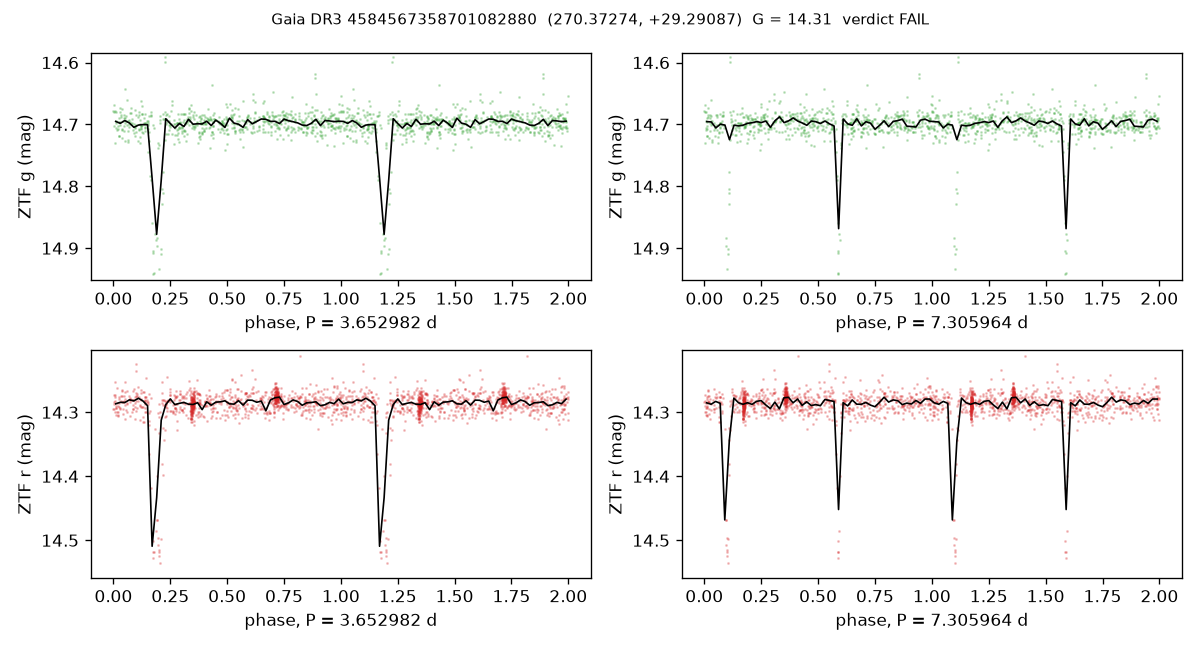 Gaia DR3 4584567358701082880  (270.37274, +29.29087)  G = 14.31  verdict FAIL
ZTF g (mag)
14.6
14.7
14.8
14.9
0.00 0.25 0.50 0.75 1.00 1.25 1.50 1.75 2.00
phase, P = 3.652982 d
ZTF g (mag)
14.6
14.7
14.8
14.9
0.00 0.25 0.50 0.75 1.00 1.25 1.50 1.75 2.00
phase, P = 7.305964 d
ZTF r (mag)
14.3
14.4
14.5
0.00 0.25 0.50 0.75 1.00 1.25 1.50 1.75 2.00
phase, P = 3.652982 d
ZTF r (mag)
14.3
14.4
14.5
0.00 0.25 0.50 0.75 1.00 1.25 1.50 1.75 2.00
phase, P = 7.305964 d